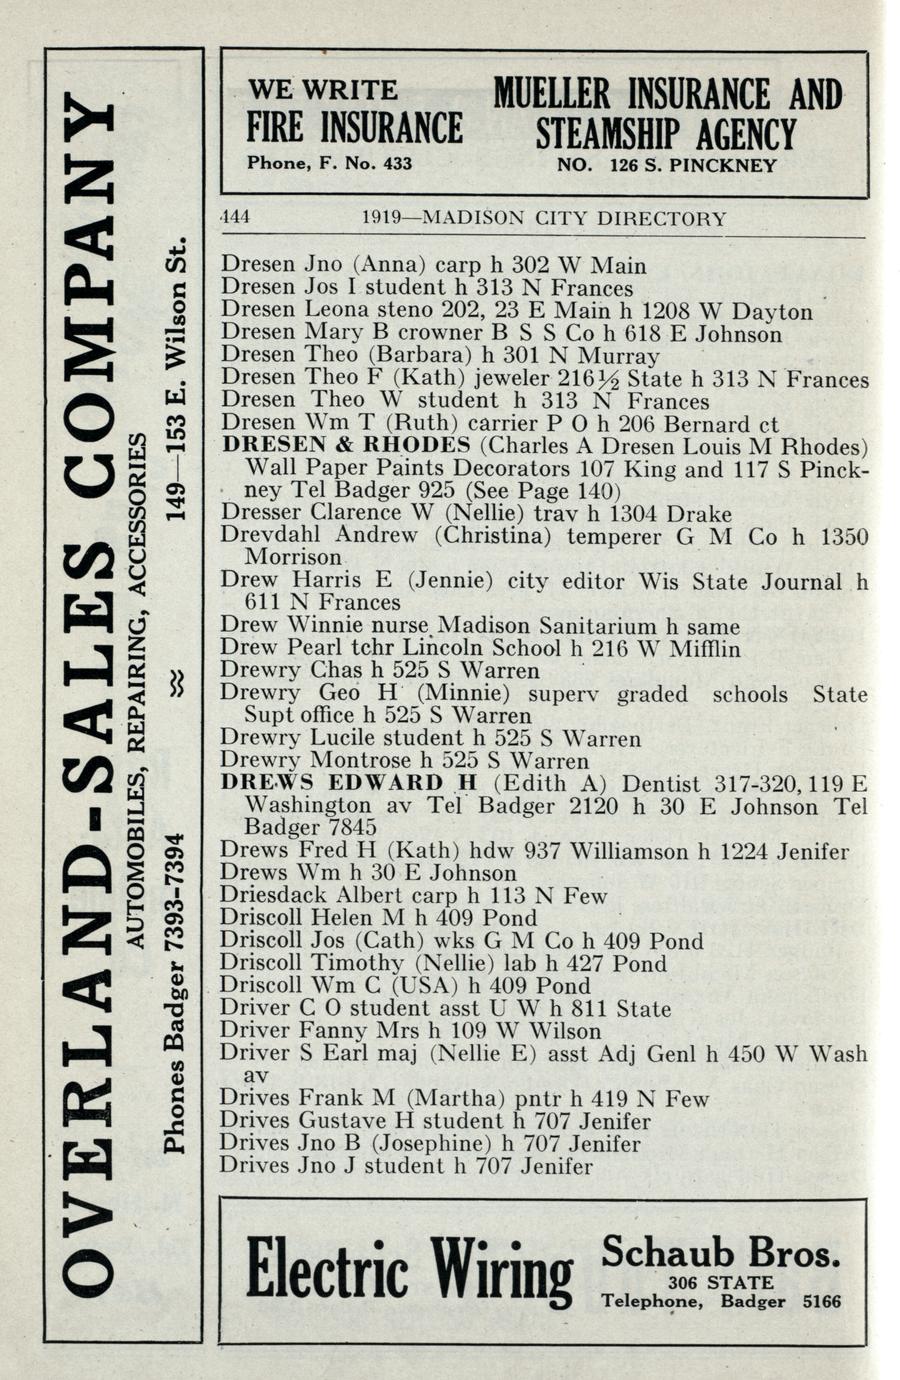 OVERLAND-SALES COMPANY
AUTOMOBILES, REPAIRING, ACCESSORIES
Phones Badger 7393-7394 149—153 E. Wilson St.
WE WRITE
FIRE INSURANCE
Phone, F. No. 433
MUELLER INSURANCE AND
STEAMSHIP AGENCY
NO. 126 S. PINCKNEY
444 1919—MADISON CITY DIRECTORY
Dresen Jno (Anna) carp h 302 W Main
Dresen Jos I student h 313 N Frances
Dresen Leona steno 202, 23 E Main h 1208 W Dayton
Dresen Mary B crowner B S S Co h 618 E Johnson
Dresen Theo (Barbara) h 301 N Murray
Dresen Theo F (Kath) jeweler 216½ State h 313 N Frances
Dresen Theo W student h 313 N Frances
Dresen Wm T (Ruth) carrier P O h 206 Bernard ct
DRESEN & RHODES (Charles A Dresen Louis M Rhodes)
Wall Paper Paints Decorators 107 King and 117 S Pinck-
ney Tel Badger 925 (See Page 140)
Dresser Clarence W (Nellie) trav h 1304 Drake
Drevdahl Andrew (Christina) temperer G M Co h 1350
Morrison
Drew Harris E (Jennie) city editor Wis State Journal h
611 N Frances
Drew Winnie nurse Madison Sanitarium h same
Drew Pearl tchr Lincoln School h 216 W Mifflin
Drewry Chas h 525 S Warren
Drewry Geo H (Minnie) superv graded schools State
Supt office h 525 S Warren
Drewry Lucile student h 525 S Warren
Drewry Montrose h 525 S Warren
DREWS EDWARD H (Edith A) Dentist 317-320, 119 E
Washington av Tel Badger 2120 h 30 E Johnson Tel
Badger 7845
Drews Fred H (Kath) hdw 937 Williamson h 1224 Jenifer
Drews Wm h 30 E Johnson
Driesdack Albert carp h 113 N Few
Driscoll Helen M h 409 Pond
Driscoll Jos (Cath) wks G M Co h 409 Pond
Driscoll Timothy (Nellie) lab h 427 Pond
Driscoll Wm C (USA) h 409 Pond
Driver C O student asst U W h 811 State
Driver Fanny Mrs h 109 W Wilson
Driver S Earl maj (Nellie E) asst Adj Genl h 450 W Wash
av
Drives Frank M (Martha) pntr h 419 N Few
Drives Gustave H student h 707 Jenifer
Drives Jno B (Josephine) h 707 Jenifer
Drives Jno J student h 707 Jenifer
Electric Wiring
Schaub Bros.
306 STATE
Telephone, Badger 5166